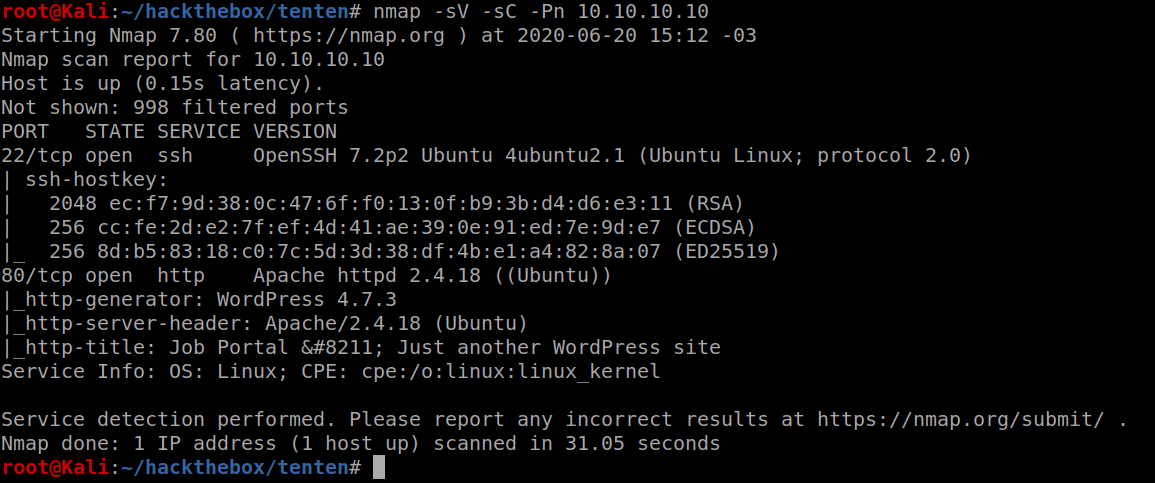 root@Kali:~/hackthebox/tenten# nmap -sV -sC -Pn 10.10.10.10
Starting Nmap 7.80 ( https://nmap.org ) at 2020-06-20 15:12 -03
Nmap scan report for 10.10.10.10
Host is up (0.15s latency).
Not shown: 998 filtered ports
PORT   STATE SERVICE VERSION
22/tcp open  ssh     OpenSSH 7.2p2 Ubuntu 4ubuntu2.1 (Ubuntu Linux; protocol 2.0)
| ssh-hostkey:
|   2048 ec:f7:9d:38:0c:47:6f:f0:13:0f:b9:3b:d4:d6:e3:11 (RSA)
|   256 cc:fe:2d:e2:7f:ef:4d:41:ae:39:0e:91:ed:7e:9d:e7 (ECDSA)
|_  256 8d:b5:83:18:c0:7c:5d:3d:38:df:4b:e1:a4:82:8a:07 (ED25519)
80/tcp open  http    Apache httpd 2.4.18 ((Ubuntu))
|_http-generator: WordPress 4.7.3
|_http-server-header: Apache/2.4.18 (Ubuntu)
|_http-title: Job Portal &#8211; Just another WordPress site
Service Info: OS: Linux; CPE: cpe:/o:linux:linux_kernel

Service detection performed. Please report any incorrect results at https://nmap.org/submit/ .
Nmap done: 1 IP address (1 host up) scanned in 31.05 seconds
root@Kali:~/hackthebox/tenten#